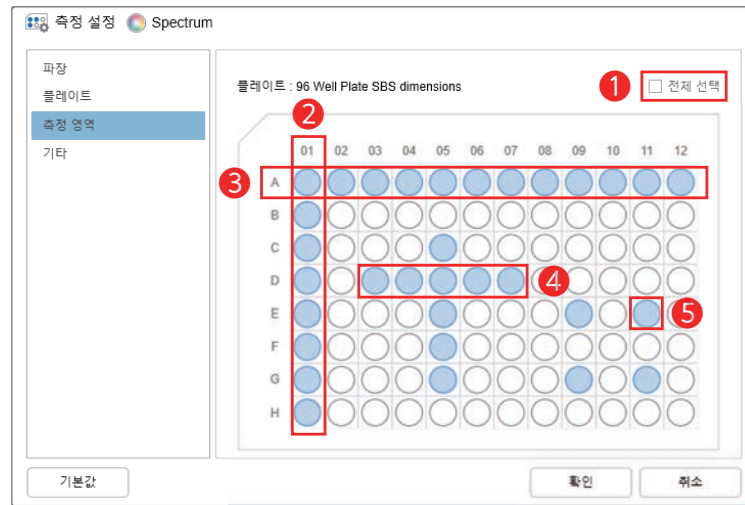 측정 설정 Spectrum
파장
플레이트
측정 영역
기타
플레이트 : 96 Well Plate SBS dimensions
1 전체 선택
2
01 02 03 04 05 06 07 08 09 10 11 12
3 A
B
C
D 4
E 5
F
G
H
기본값 확인 취소